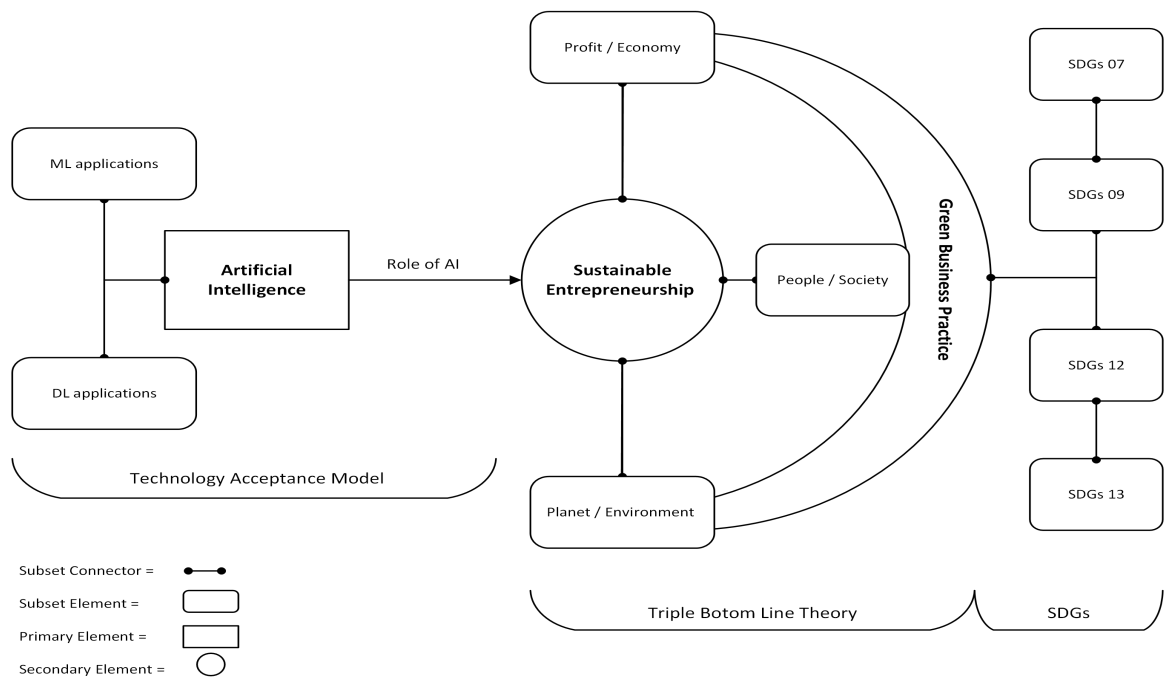 Profit / Economy
SDGs 07
ML applications
SDGs 09
Artificial
Intelligence
Role of AI
Sustainable
Entrepreneurship
People / Society
Green Business Practice
DL applications
SDGs 12
Technology Acceptance Model
Planet / Environment
SDGs 13
Subset Connector =
Subset Element =
Primary Element =
Secondary Element =
Triple Botom Line Theory
SDGs